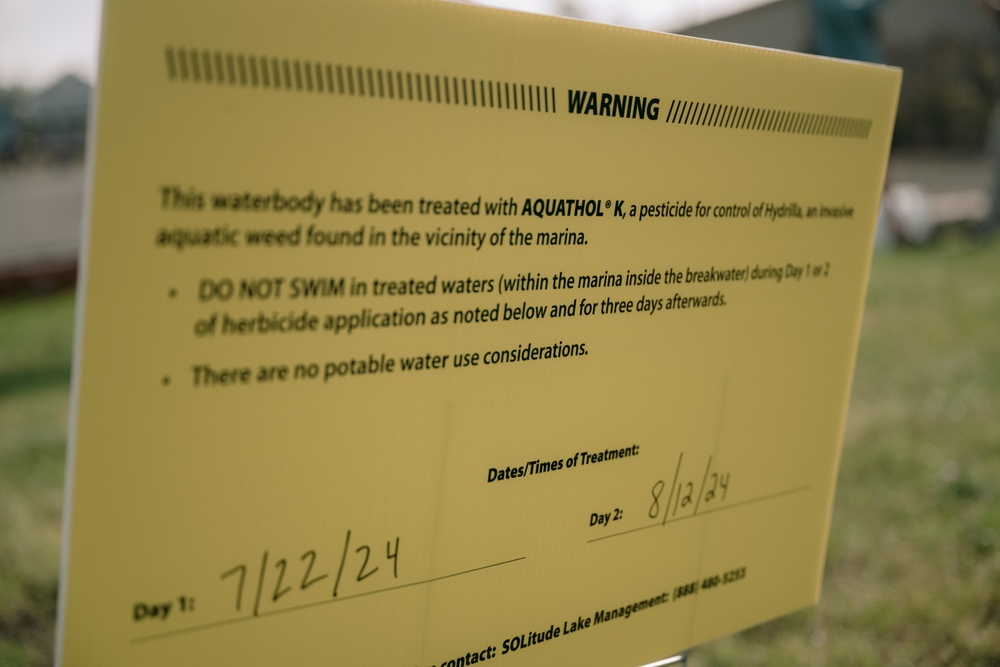 WARNING
This waterbody has been treated with AQUATHOL® K, a pesticide for control of Hydrilla, an invasive
aquatic weed found in the vicinity of the marina.
• DO NOT SWIM in treated waters (within the marina inside the breakwater) during Day 1 or 2
of herbicide application as noted below and for three days afterwards.
• There are no potable water use considerations.
Dates/Times of Treatment:
Day 1: 7/22/24
Day 2: 8/12/24
contact: SOLitude Lake Management: (888) 480-5253